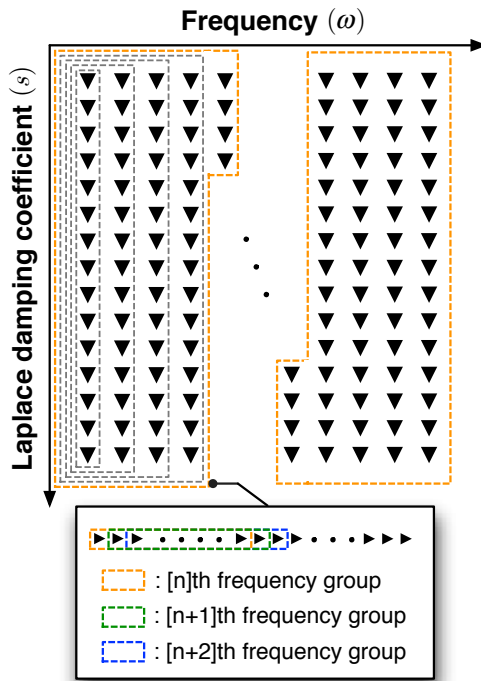 Frequency (ω)
Laplace damping coefficient (s)
: [n]th frequency group
: [n+1]th frequency group
: [n+2]th frequency group